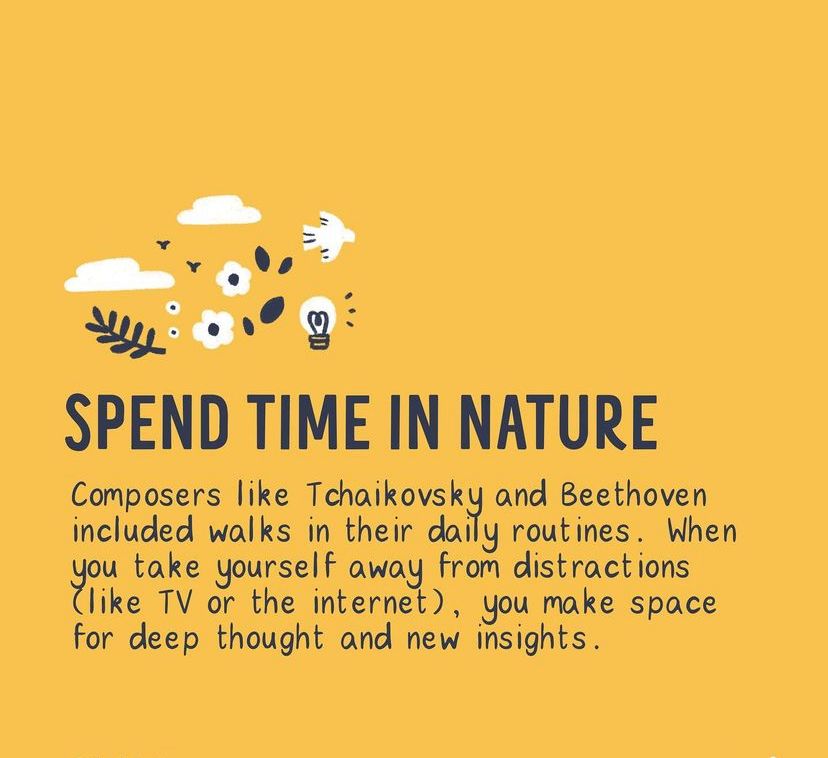 SPEND TIME IN NATURE
Composers like Tchaikovsky and Beethoven
included walks in their daily routines. When
you take yourself away from distractions
(like TV or the internet), you make space
for deep thought and new insights.